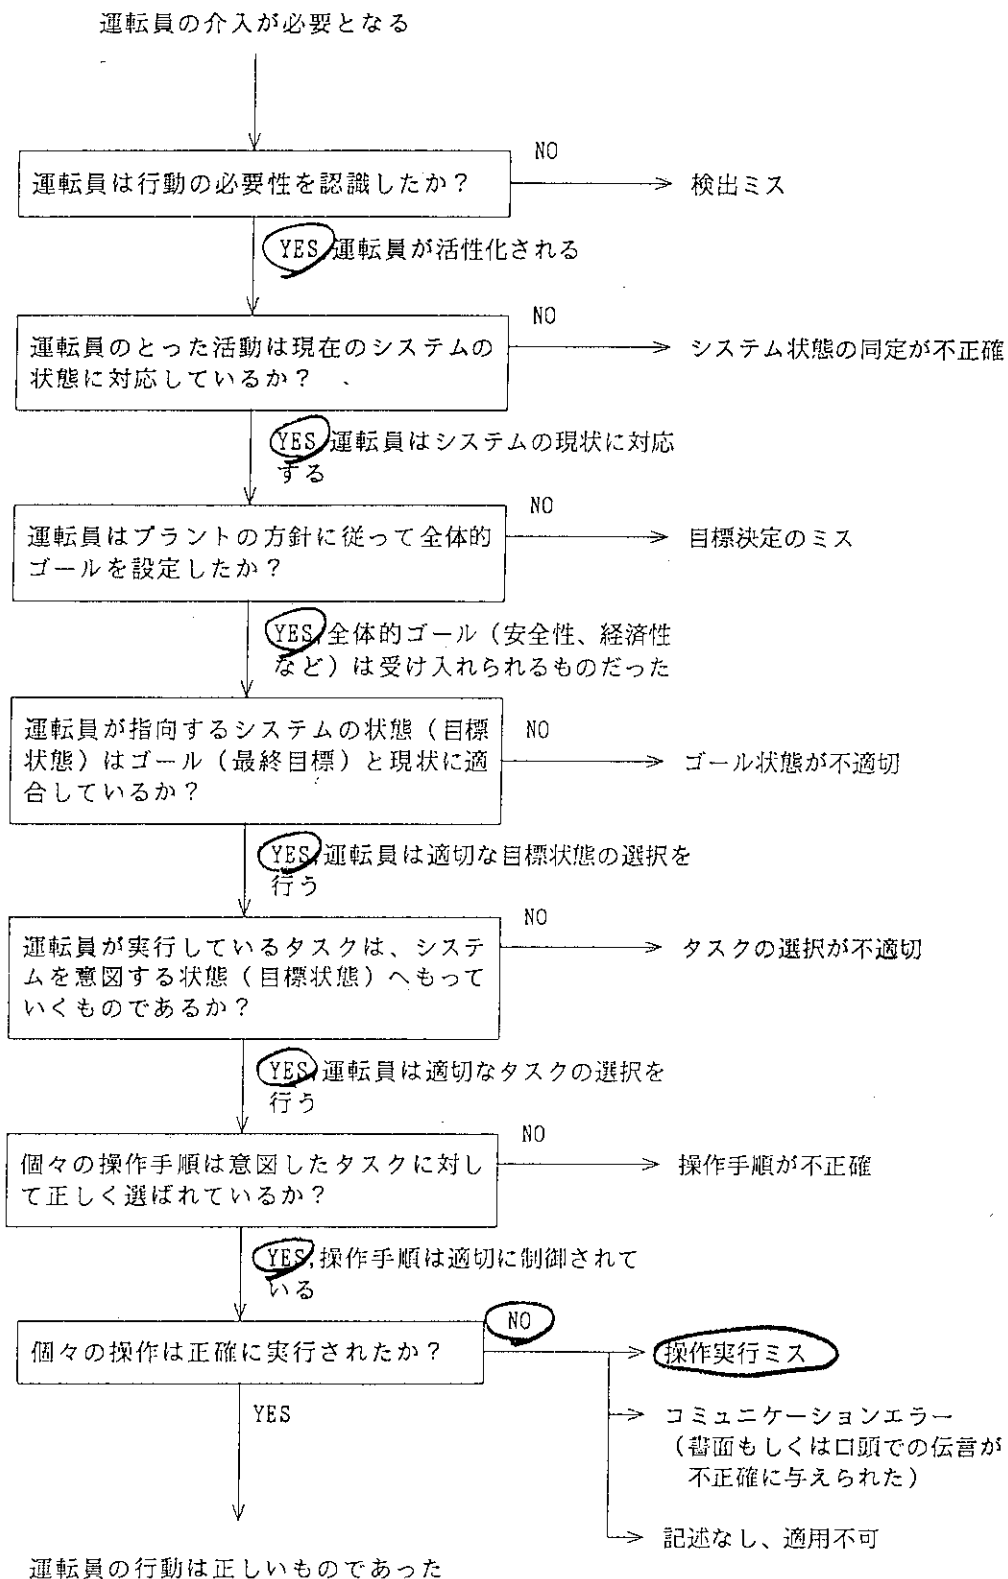 運転員の介入が必要となる
NO
運転員は行動の必要性を認識したか？
検出ミス
YES,運転員が活性化される
NO
運転員のとった活動は現在のシステムの
状態に対応しているか？
システム状態の同定が不正確
YES,運転員はシステムの現状に対応
する
NO
運転員はプラントの方針に従って全体的
ゴールを設定したか？
目標決定のミス
YES,全体的ゴール（安全性、経済性
など）は受け入れられるものだった
運転員が指向するシステムの状態（目標
状態）はゴール（最終目標）と現状に適
合しているか？
NO
ゴール状態が不適切
YES,運転員は適切な目標状態の選択を
行う
NO
運転員が実行しているタスクは、システ
ムを意図する状態（目標状態）へもって
いくものであるか？
タスクの選択が不適切
YES,運転員は適切なタスクの選択を
行う
NO
個々の操作手順は意図したタスクに対し
て正しく選ばれているか？
操作手順が不正確
YES,操作手順は適切に制御されて
いる
NO
個々の操作は正確に実行されたか？
操作実行ミス
YES
コミュニケーションエラー
（書面もしくは口頭での伝言が
不正確に与えられた）
記述なし、適用不可
運転員の行動は正しいものであった